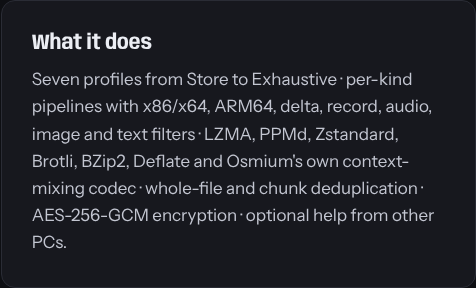 What it does
Seven profiles from Store to Exhaustive · per-kind
pipelines with x86/x64, ARM64, delta, record, audio,
image and text filters · LZMA, PPMd, Zstandard,
Brotli, BZip2, Deflate and Osmium's own context-
mixing codec · whole-file and chunk deduplication ·
AES-256-GCM encryption · optional help from other
PCs.